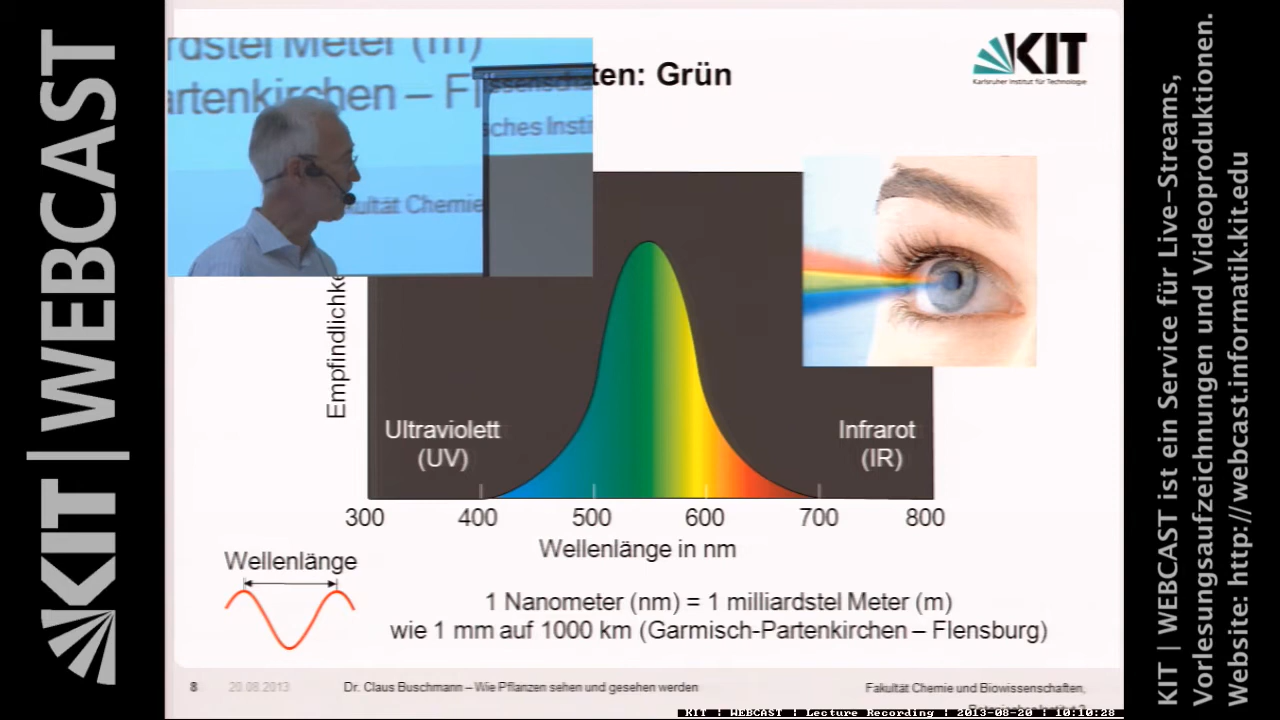 KIT | WEBCAST
rdstel Meter (m)
artenkirchen – Fl
sches Insti
kultät Chemie
ten: Grün
KIT
Karlsruher Institut für Technologie
Empfindlichke
Ultraviolett
(UV)
Infrarot
(IR)
300 400 500 600 700 800
Wellenlänge in nm
Wellenlänge
1 Nanometer (nm) = 1 milliardstel Meter (m)
wie 1 mm auf 1000 km (Garmisch-Partenkirchen – Flensburg)
8 20.08.2013 Dr. Claus Buschmann – Wie Pflanzen sehen und gesehen werden
Fakultät Chemie und Biowissenschaften,
KIT : WEBCAST : Lecture Recording : 2013-08-20 : 10:10:28
KIT | WEBCAST ist ein Service für Live-Streams,
Vorlesungsaufzeichnungen und Videoproduktionen.
Website: http://webcast.informatik.kit.edu